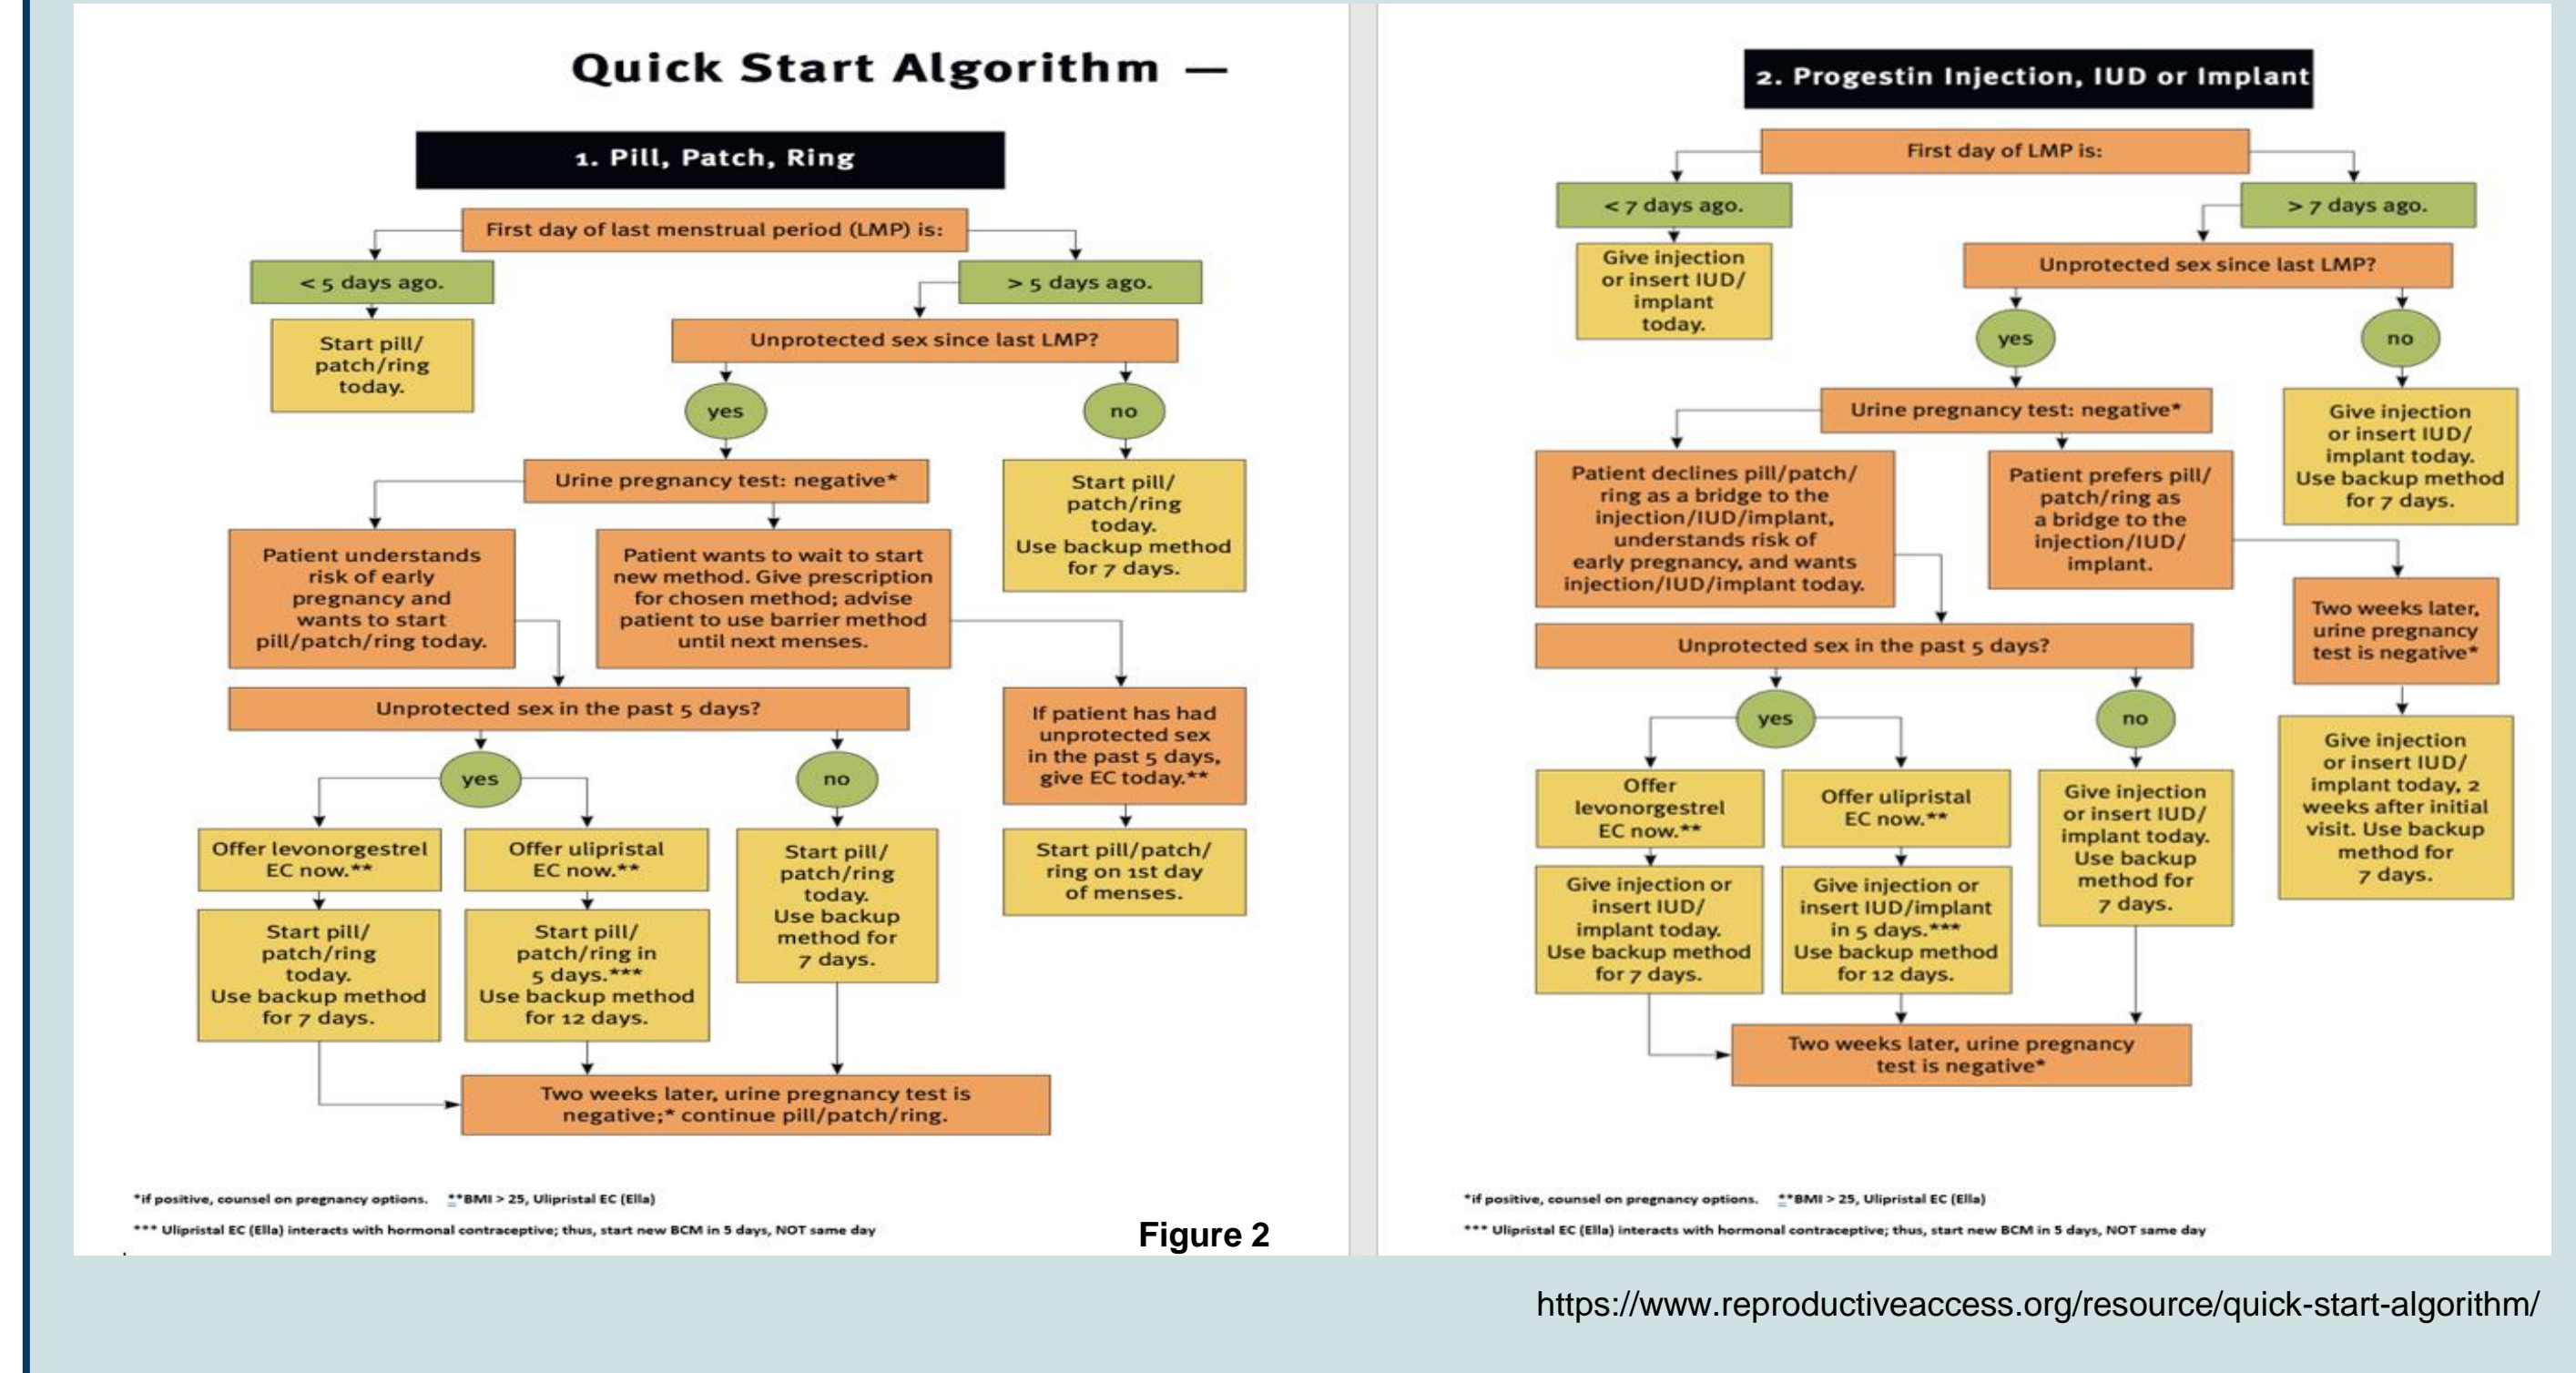 Quick Start Algorithm —
1. Pill, Patch, Ring
First day of last menstrual period (LMP) is:
< 5 days ago.
> 5 days ago.
Start pill/
patch/ring
today.
Unprotected sex since last LMP?
yes
no
Urine pregnancy test: negative*
Start pill/
patch/ring
today.
Use backup method
for 7 days.
Patient understands
risk of early
pregnancy and
wants to start
pill/patch/ring today.
Patient wants to wait to start
new method. Give prescription
for chosen method; advise
patient to use barrier method
until next menses.
Unprotected sex in the past 5 days?
If patient has had
unprotected sex
in the past 5 days,
give EC today.**
yes
no
Offer levonorgestrel
EC now.**
Offer ulipristal
EC now.**
Start pill/
patch/ring
today.
Use backup
method for
7 days.
Start pill/patch/
ring on 1st day
of menses.
Start pill/
patch/ring
today.
Use backup method
for 7 days.
Start pill/
patch/ring in
5 days.***
Use backup method
for 12 days.
Two weeks later, urine pregnancy test is
negative;* continue pill/patch/ring.
*if positive, counsel on pregnancy options. **BMI > 25, Ulipristal EC (Ella)
*** Ulipristal EC (Ella) interacts with hormonal contraceptive; thus, start new BCM in 5 days, NOT same day
Figure 2
2. Progestin Injection, IUD or Implant
First day of LMP is:
< 7 days ago.
> 7 days ago.
Give injection
or insert IUD/
implant
today.
Unprotected sex since last LMP?
yes
no
Urine pregnancy test: negative*
Give injection
or insert IUD/
implant today.
Use backup method
for 7 days.
Patient declines pill/patch/
ring as a bridge to the
injection/IUD/implant,
understands risk of
early pregnancy, and wants
injection/IUD/implant today.
Patient prefers pill/
patch/ring as
a bridge to the
injection/IUD/
implant.
Two weeks later,
urine pregnancy
test is negative*
Unprotected sex in the past 5 days?
yes
no
Give injection
or insert IUD/
implant today, 2
weeks after initial
visit. Use backup
method for
7 days.
Offer
levonorgestrel
EC now.**
Offer ulipristal
EC now.**
Give injection
or insert IUD/
implant today.
Use backup
method for
7 days.
Give injection or
insert IUD/
implant today.
Use backup method
for 7 days.
Give injection or
insert IUD/implant
in 5 days.***
Use backup method
for 12 days.
Two weeks later, urine pregnancy
test is negative*
*if positive, counsel on pregnancy options. **BMI > 25, Ulipristal EC (Ella)
*** Ulipristal EC (Ella) interacts with hormonal contraceptive; thus, start new BCM in 5 days, NOT same day
https://www.reproductiveaccess.org/resource/quick-start-algorithm/